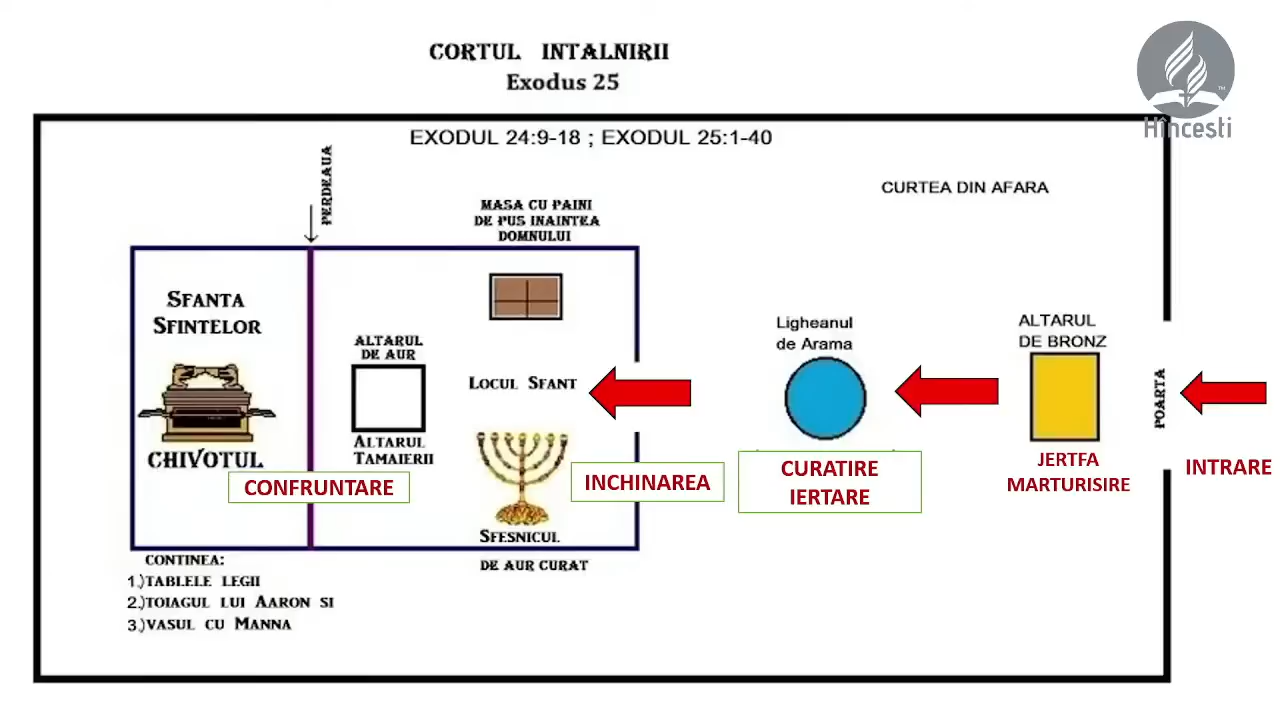 CORTUL INTALNIRII
Exodus 25
Hîncești
EXODUL 24:9-18 ; EXODUL 25:1-40
PERDEAUA
CURTEA DIN AFARA
MASA CU PAINI
DE PUS INAINTEA
DOMNULUI
SFANTA
SFINTELOR
ALTARUL
DE AUR
LOCUL SFANT
Ligheanul
de Arama
ALTARUL
DE BRONZ
POARTA
CHIVOTUL
ALTARUL
TAMAIERII
CONFRUNTARE
INCHINAREA
CURATIRE
IERTARE
JERTFA
MARTURISIRE
INTRARE
SFESNICUL
DE AUR CURAT
CONTINEA:
1.)TABLELE LEGII
2.)TOIAGUL LUI AARON SI
3.)VASUL CU MANNA